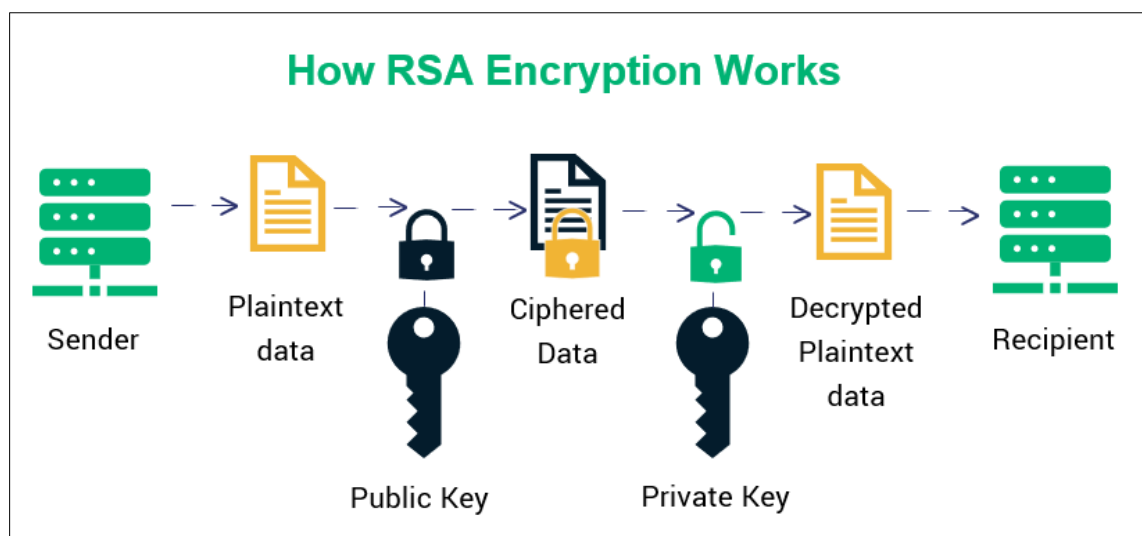 How RSA Encryption Works
Sender
Plaintext
data
Public Key
Ciphered
Data
Private Key
Decrypted
Plaintext
data
Recipient